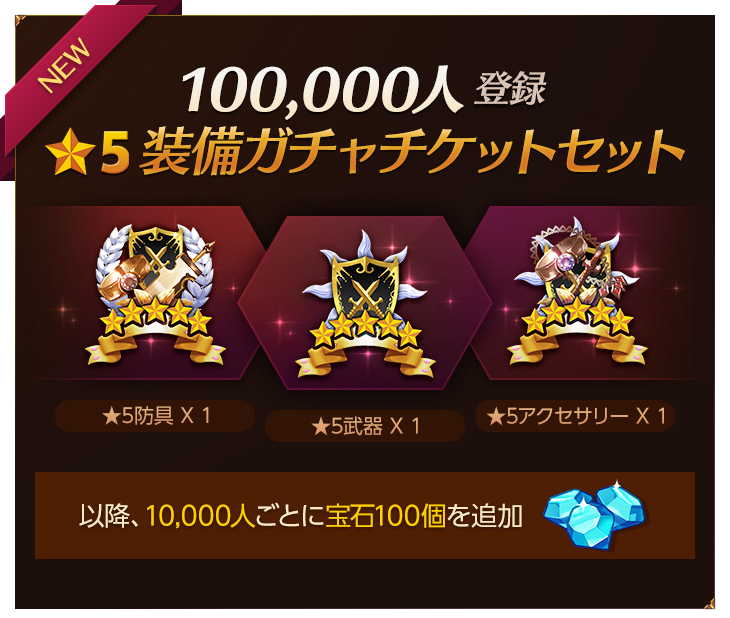 NEW
100,000人 登録
★5 装備ガチャチケットセット
★5防具 X 1
★5武器 X 1
★5アクセサリー X 1
以降、10,000人ごとに宝石100個を追加